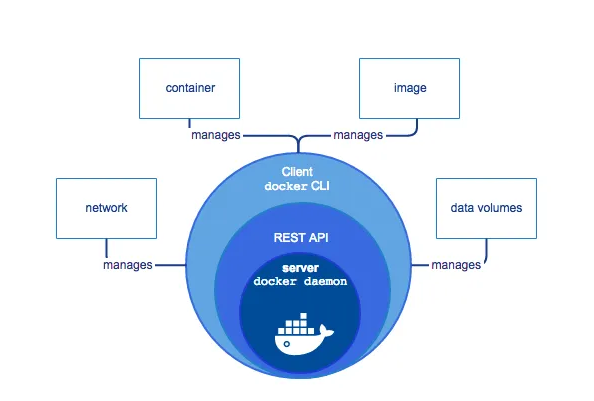 container
image
manages
manages
Client
docker CLI
network
data volumes
REST API
manages
server
docker daemon
manages